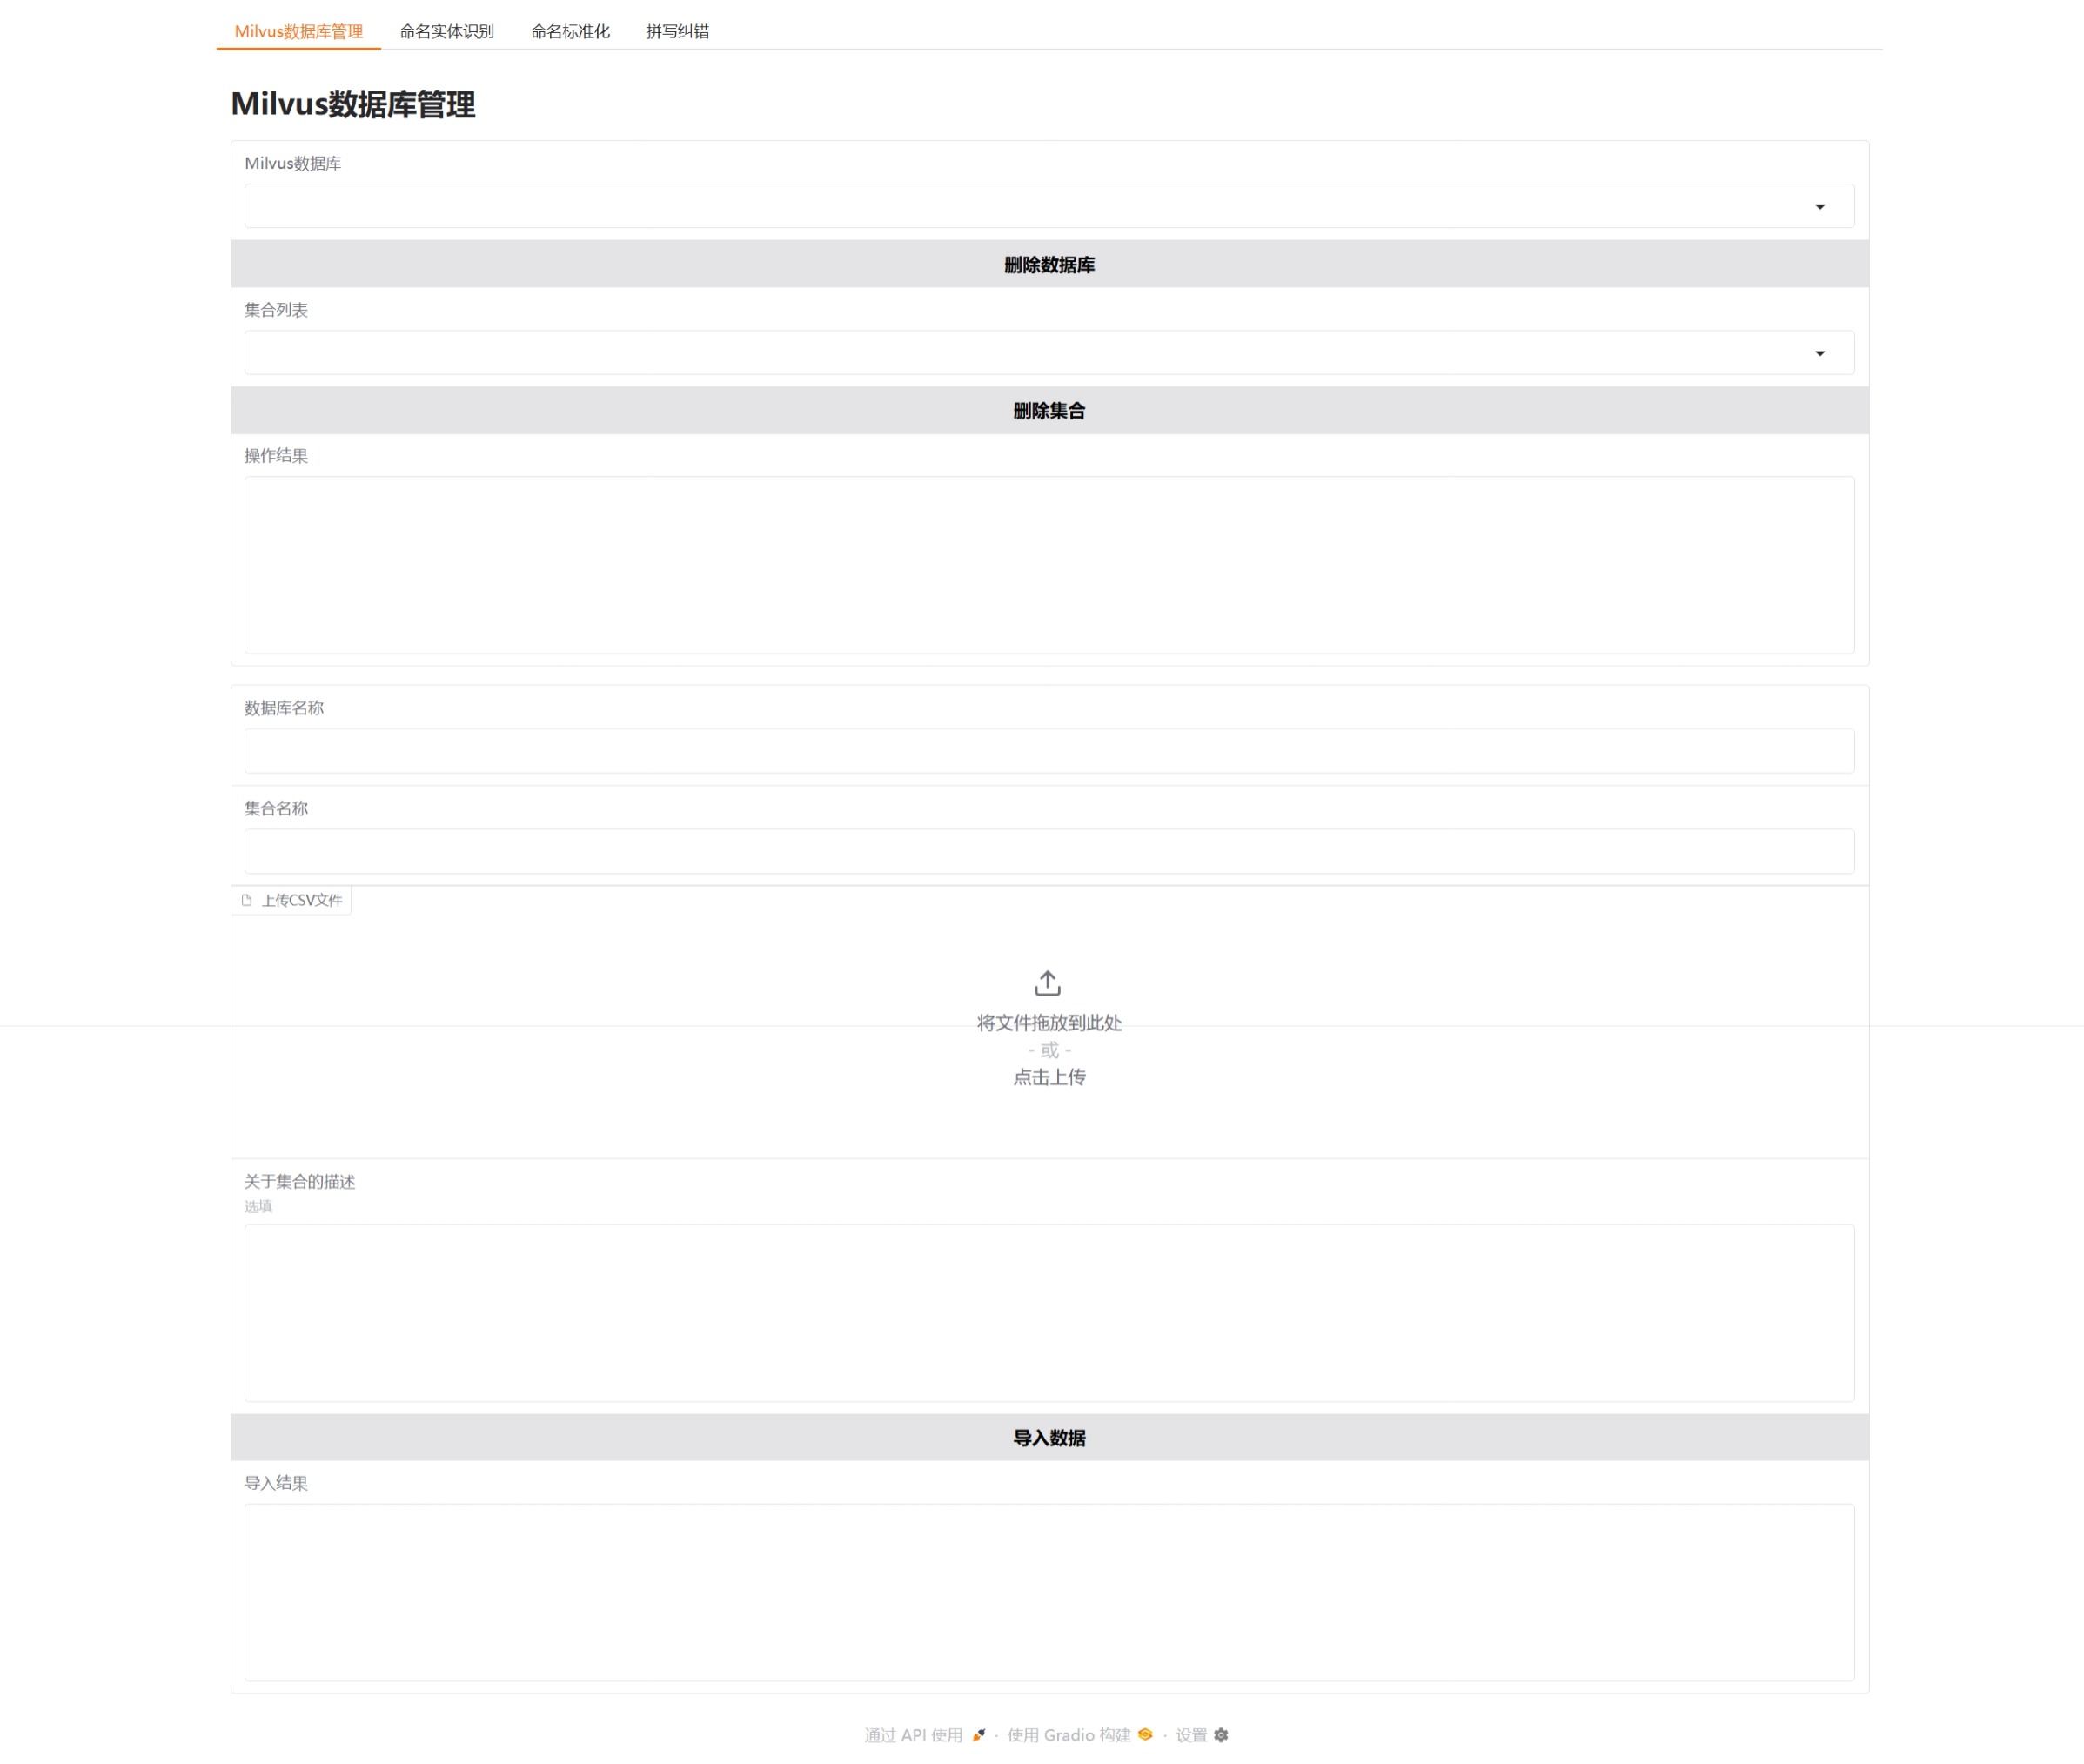 Milvus数据库管理 命名实体识别 命名标准化 拼写纠错
Milvus数据库管理
Milvus数据库
删除数据库
集合列表
删除集合
操作结果
数据库名称
集合名称
上传CSV文件
将文件拖放到此处
- 或 -
点击上传
关于集合的描述
选填
导入数据
导入结果
通过 API 使用 · 使用 Gradio 构建 · 设置